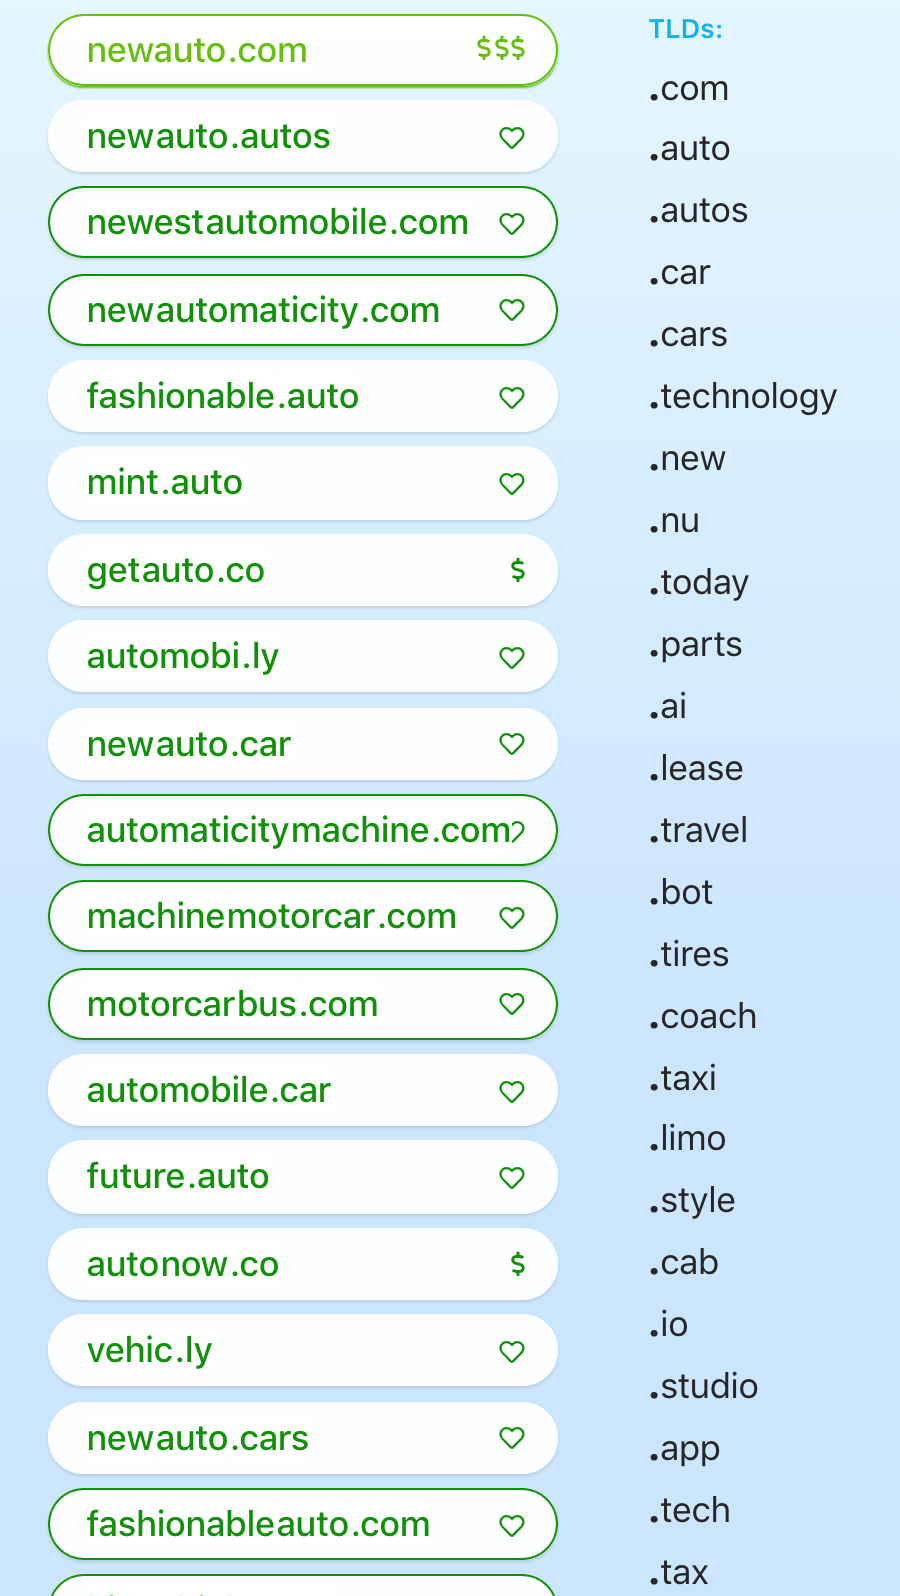 newauto.com $$$
newauto.autos
newestautomobile.com
newautomaticity.com
fashionable.auto
mint.auto
getauto.co $
automobi.ly
newauto.car
automaticitymachine.com
machinemotorcar.com
motorcarbus.com
automobile.car
future.auto
autonow.co $
vehic.ly
newauto.cars
fashionableauto.com
TLDs:
.com
.auto
.autos
.car
.cars
.technology
.new
.nu
.today
.parts
.ai
.lease
.travel
.bot
.tires
.coach
.taxi
.limo
.style
.cab
.io
.studio
.app
.tech
.tax